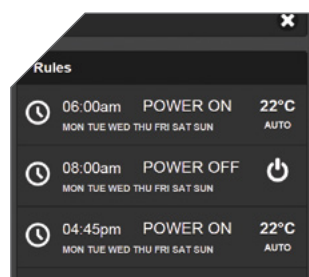 Rules
06:00am POWER ON 22°C
MON TUE WED THU FRI SAT SUN AUTO
08:00am POWER OFF
MON TUE WED THU FRI SAT SUN
04:45pm POWER ON 22°C
MON TUE WED THU FRI SAT SUN AUTO